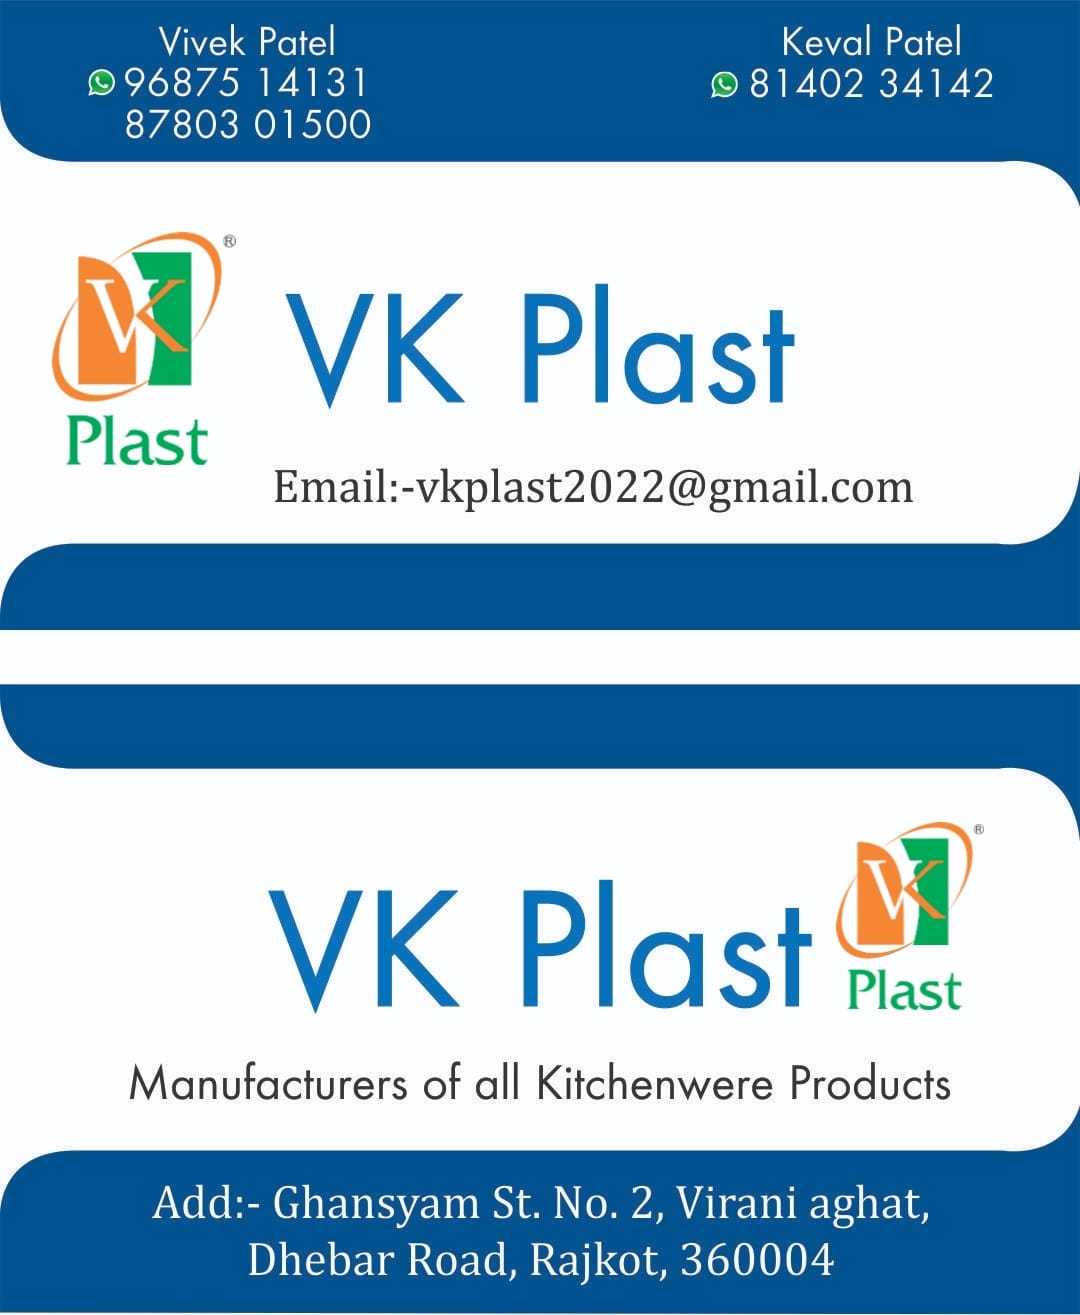 Vivek Patel
96875 14131
87803 01500
Keval Patel
81402 34142
VK
®
Plast
VK Plast
Email:-vkplast2022@gmail.com
VK Plast
VK
®
Plast
Manufacturers of all Kitchenwere Products
Add:- Ghansyam St. No. 2, Virani aghat,
Dhebar Road, Rajkot, 360004